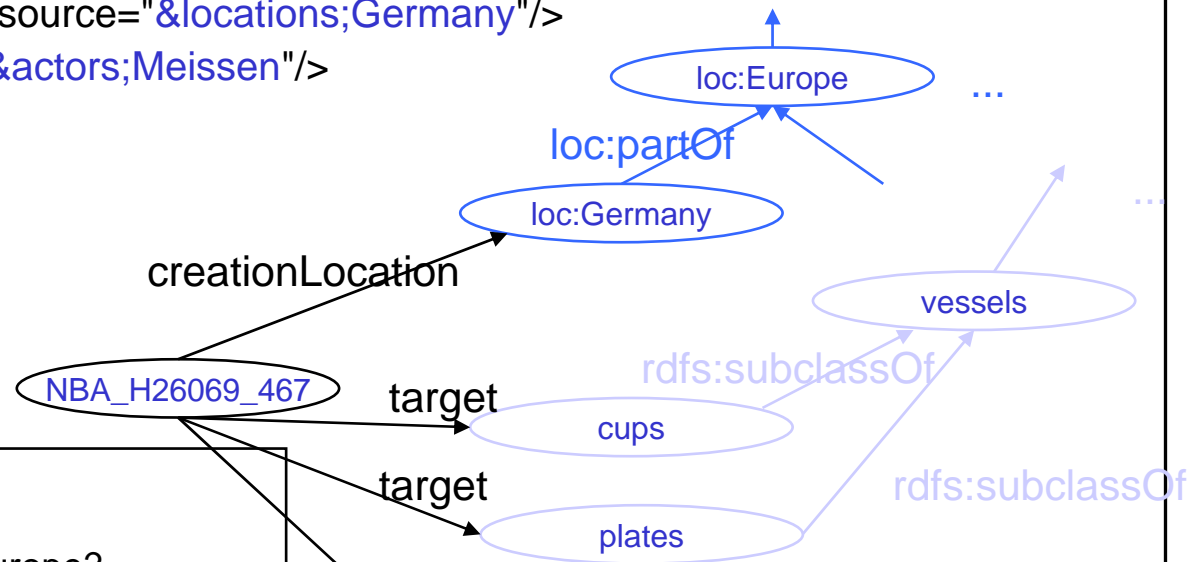 source="&locations;Germany"/>
&actors;Meissen"/>
loc:Europe
...
loc:partOf
loc:Germany
...
creationLocation
vessels
rdfs:subclassOf
NBA_H26069_467
target
cups
target
rdfs:subclassOf
plates